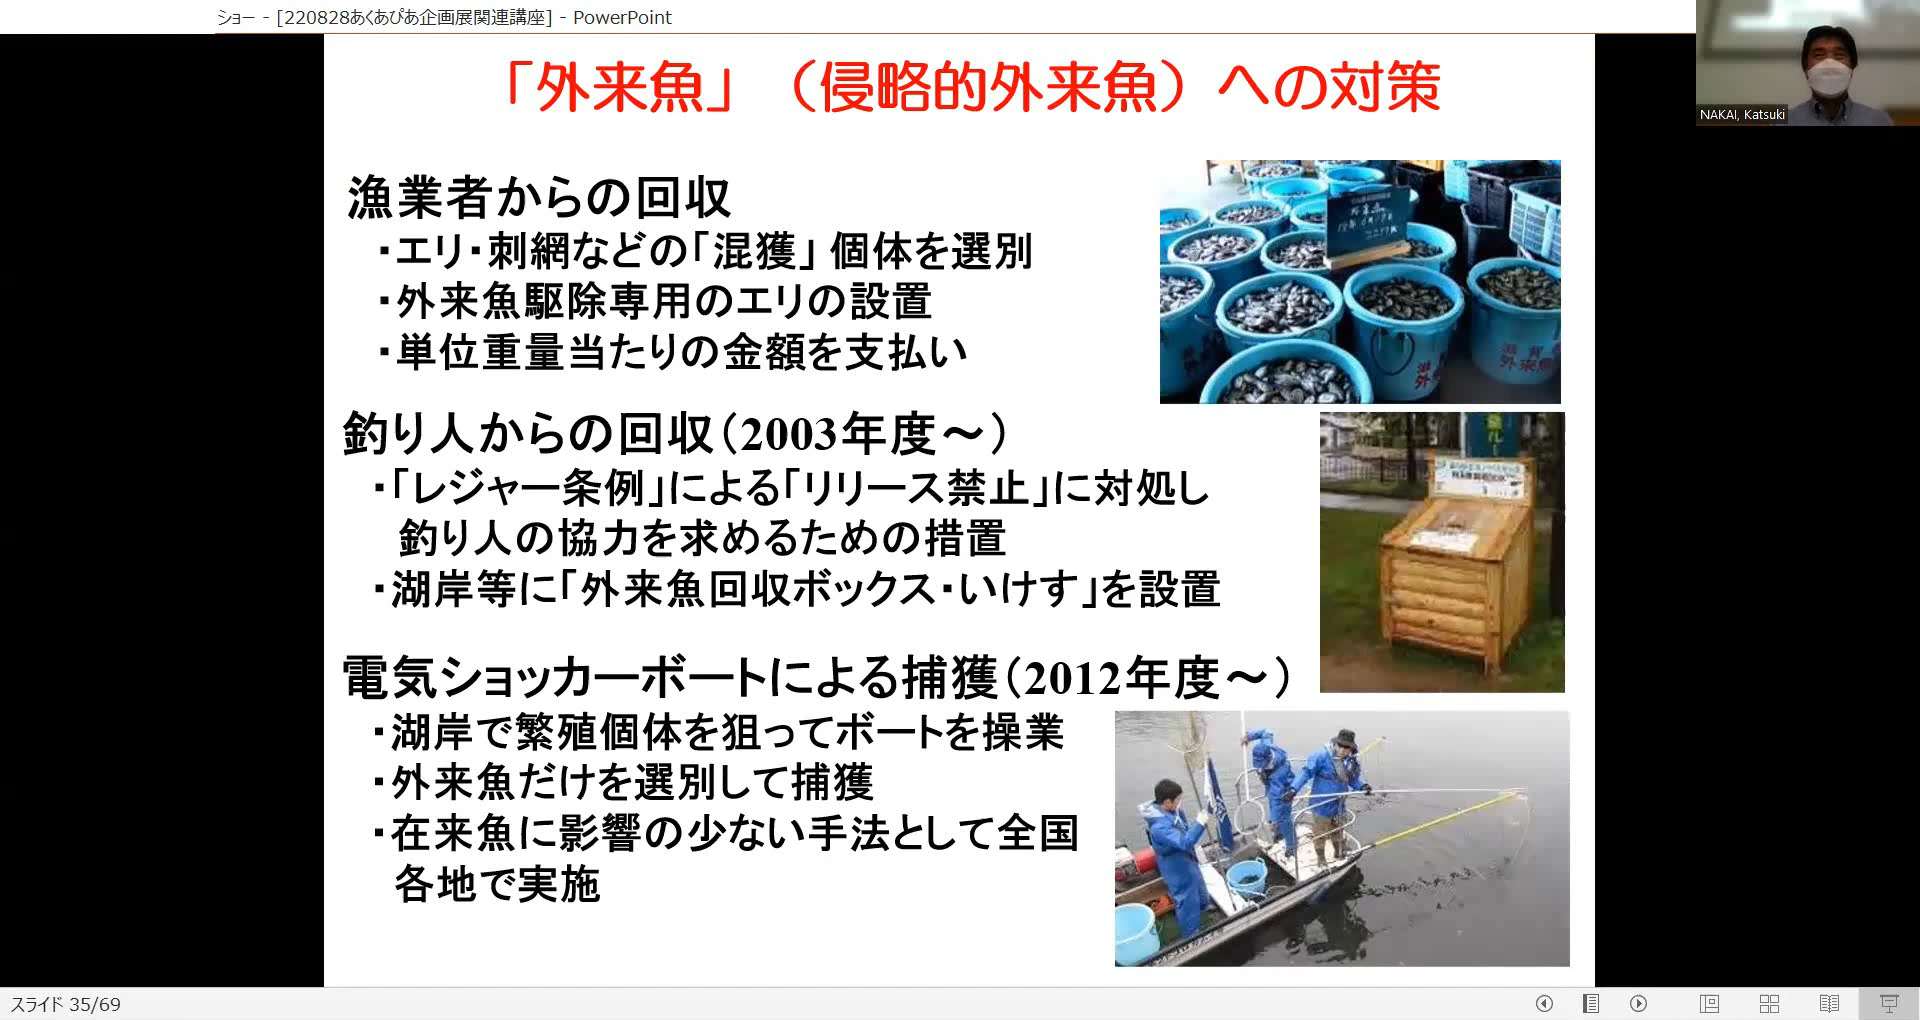 ショー - [220828あくあぴあ企画展関連講座] - PowerPoint
NAKAI, Katsuki
「外来魚」（侵略的外来魚）への対策
漁業者からの回収
・エリ・刺網などの「混獲」個体を選別
・外来魚駆除専用のエリの設置
・単位重量当たりの金額を支払い
釣り人からの回収（2003年度～）
・「レジャー条例」による「リリース禁止」に対処し
釣り人の協力を求めるための措置
・湖岸等に「外来魚回収ボックス・いけす」を設置
電気ショッカーボートによる捕獲（2012年度～）
・湖岸で繁殖個体を狙ってボートを操業
・外来魚だけを選別して捕獲
・在来魚に影響の少ない手法として全国
各地で実施
スライド 35/69